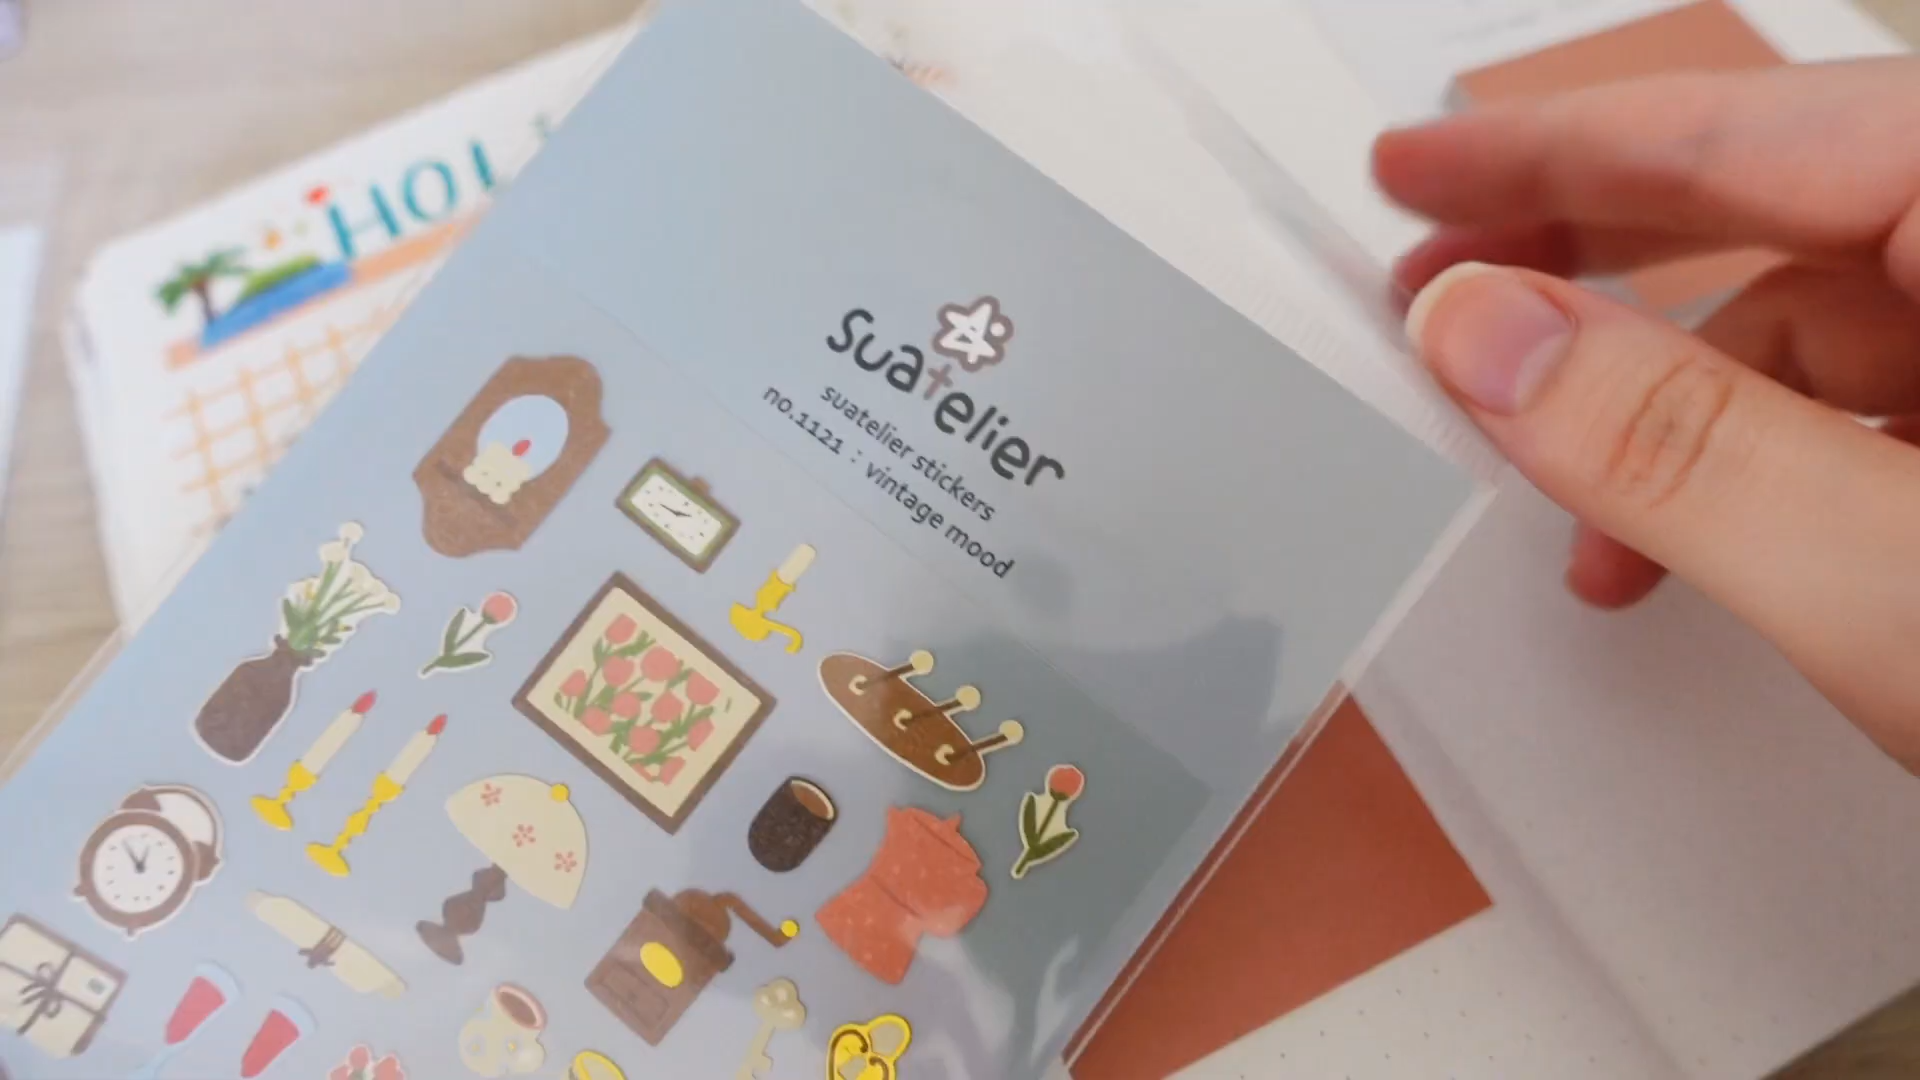 HOL
suatelier
suatelier stickers
no.1121 : vintage mood